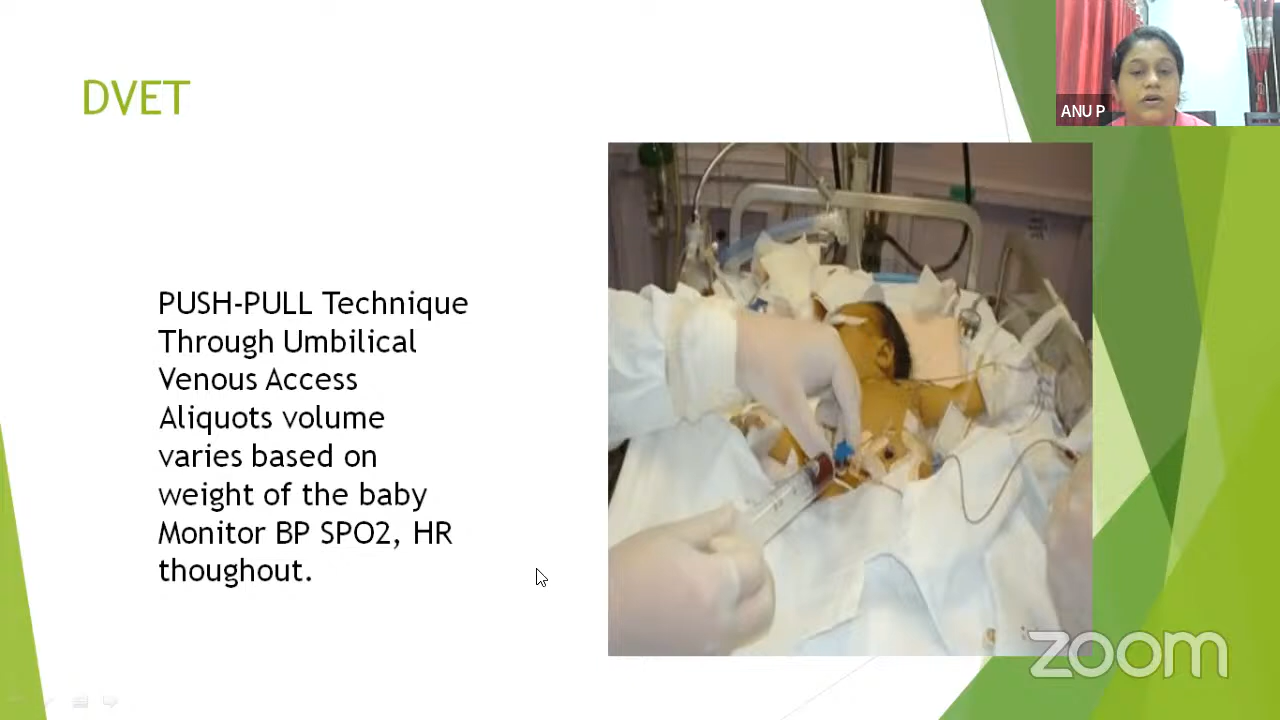 DVET
ANU P
PUSH-PULL Technique
Through Umbilical
Venous Access
Aliquots volume
varies based on
weight of the baby
Monitor BP SPO2, HR
thoughout.
zoom